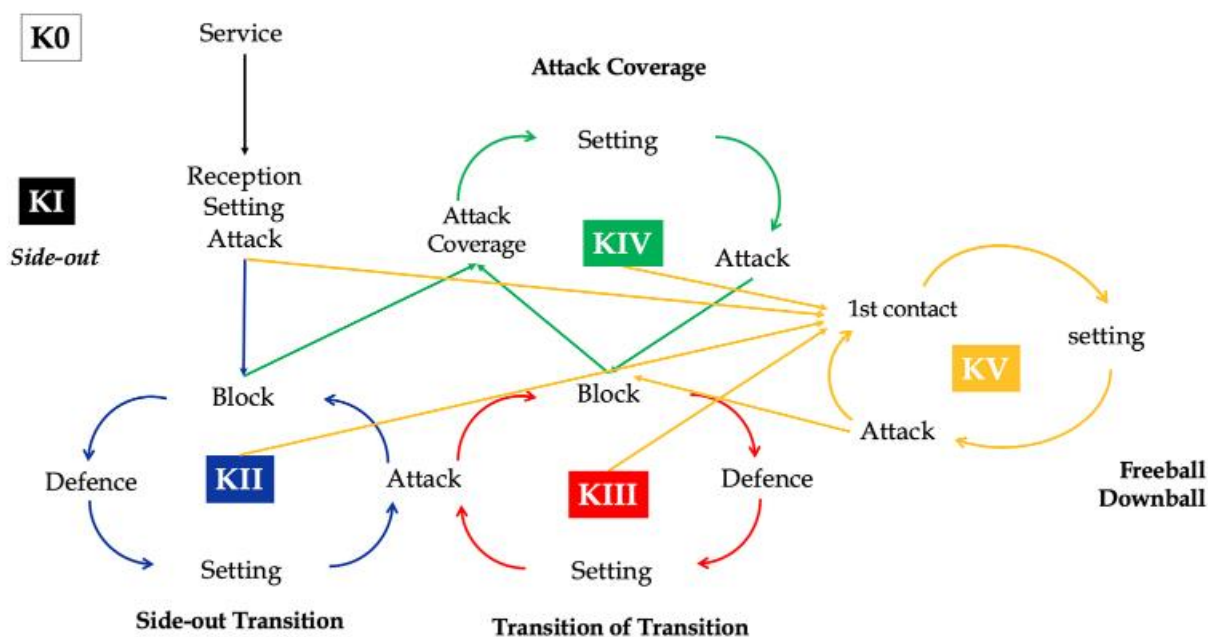 K0
Service
Attack Coverage
Setting
KI
Reception
Setting
Attack
Side-out
Attack
Coverage
KIV
Attack
1st contact
setting
KV
Block
Block
Attack
Defence
KII
Attack
KIII
Defence
Freeball
Downball
Setting
Setting
Side-out Transition
Transition of Transition